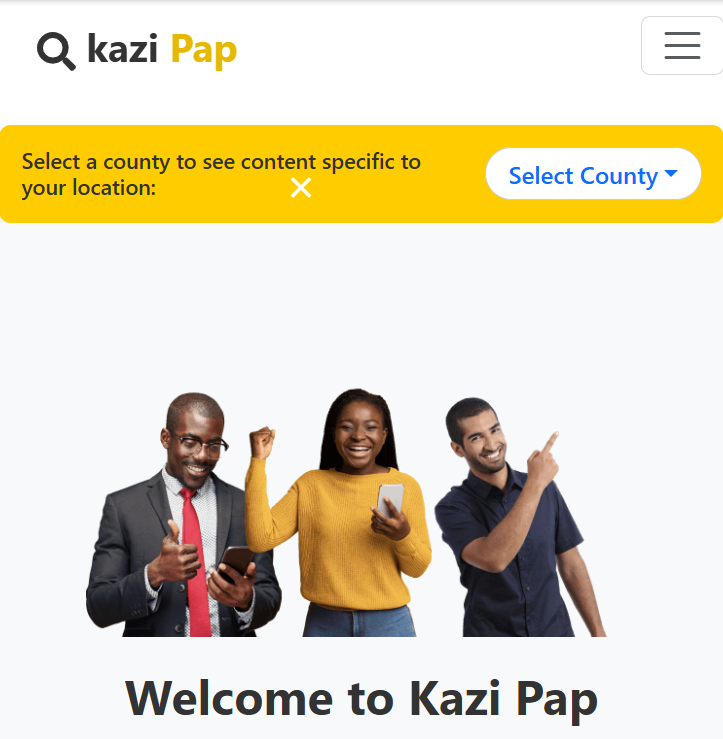 kazi Pap
Select a county to see content specific to
your location:
Select County
Welcome to Kazi Pap